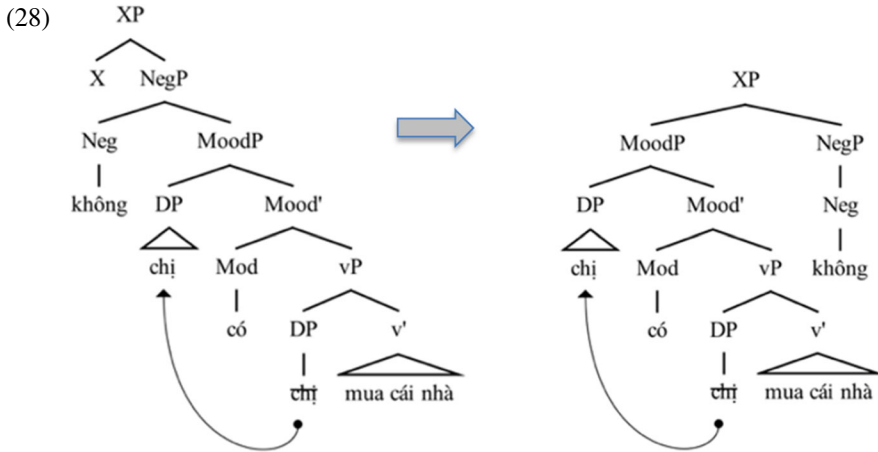 (28) XP
X NegP XP
Neg MoodP MoodP NegP
không DP Mood' DP Mood' Neg
chị Mod vP chị Mod vP không
có DP v' có DP v'
chị mua cái nhà chị mua cái nhà